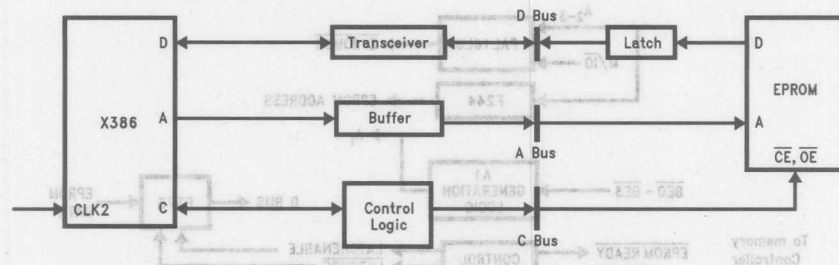 D Bus
D
Transceiver
Latch
D
EPROM
X386
A
Buffer
A
A Bus
CE, OE
CLK2
C
Control
Logic
C Bus